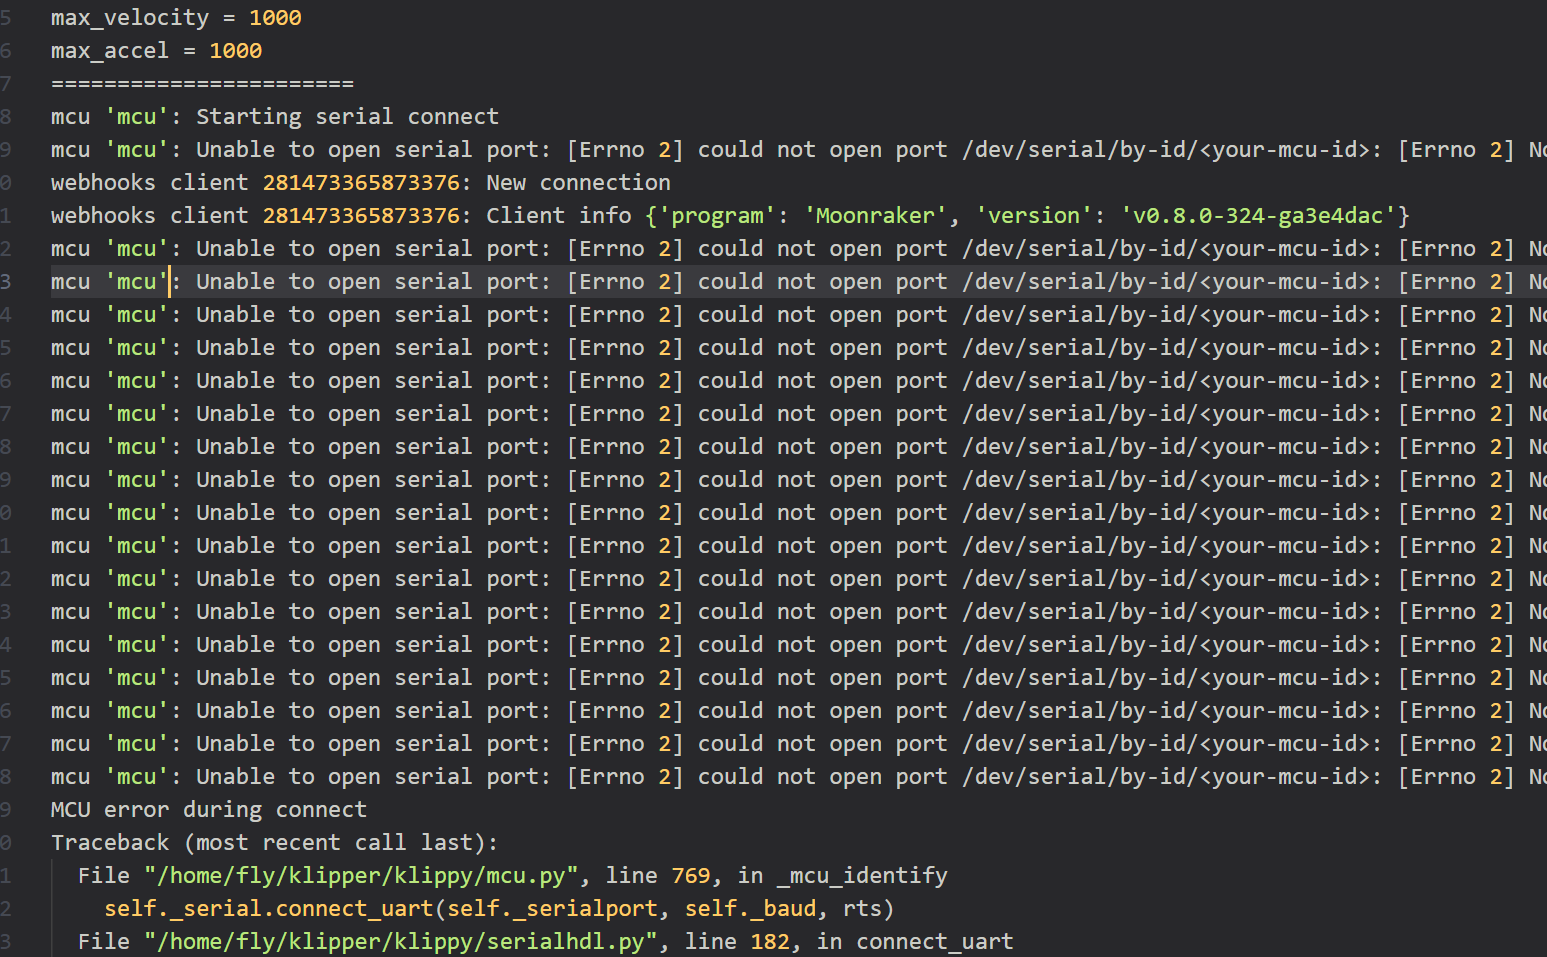 5 max_velocity = 1000
6 max_accel = 1000
7 =======================
8 mcu 'mcu': Starting serial connect
9 mcu 'mcu': Unable to open serial port: [Errno 2] could not open port /dev/serial/by-id/<your-mcu-id>: [Errno 2] No
0 webhooks client 281473365873376: New connection
1 webhooks client 281473365873376: Client info {'program': 'Moonraker', 'version': 'v0.8.0-324-ga3e4dac'}
2 mcu 'mcu': Unable to open serial port: [Errno 2] could not open port /dev/serial/by-id/<your-mcu-id>: [Errno 2] No
3 mcu 'mcu': Unable to open serial port: [Errno 2] could not open port /dev/serial/by-id/<your-mcu-id>: [Errno 2] No
4 mcu 'mcu': Unable to open serial port: [Errno 2] could not open port /dev/serial/by-id/<your-mcu-id>: [Errno 2] No
5 mcu 'mcu': Unable to open serial port: [Errno 2] could not open port /dev/serial/by-id/<your-mcu-id>: [Errno 2] No
6 mcu 'mcu': Unable to open serial port: [Errno 2] could not open port /dev/serial/by-id/<your-mcu-id>: [Errno 2] No
7 mcu 'mcu': Unable to open serial port: [Errno 2] could not open port /dev/serial/by-id/<your-mcu-id>: [Errno 2] No
8 mcu 'mcu': Unable to open serial port: [Errno 2] could not open port /dev/serial/by-id/<your-mcu-id>: [Errno 2] No
9 mcu 'mcu': Unable to open serial port: [Errno 2] could not open port /dev/serial/by-id/<your-mcu-id>: [Errno 2] No
0 mcu 'mcu': Unable to open serial port: [Errno 2] could not open port /dev/serial/by-id/<your-mcu-id>: [Errno 2] No
1 mcu 'mcu': Unable to open serial port: [Errno 2] could not open port /dev/serial/by-id/<your-mcu-id>: [Errno 2] No
2 mcu 'mcu': Unable to open serial port: [Errno 2] could not open port /dev/serial/by-id/<your-mcu-id>: [Errno 2] No
3 mcu 'mcu': Unable to open serial port: [Errno 2] could not open port /dev/serial/by-id/<your-mcu-id>: [Errno 2] No
4 mcu 'mcu': Unable to open serial port: [Errno 2] could not open port /dev/serial/by-id/<your-mcu-id>: [Errno 2] No
5 mcu 'mcu': Unable to open serial port: [Errno 2] could not open port /dev/serial/by-id/<your-mcu-id>: [Errno 2] No
6 mcu 'mcu': Unable to open serial port: [Errno 2] could not open port /dev/serial/by-id/<your-mcu-id>: [Errno 2] No
7 mcu 'mcu': Unable to open serial port: [Errno 2] could not open port /dev/serial/by-id/<your-mcu-id>: [Errno 2] No
8 mcu 'mcu': Unable to open serial port: [Errno 2] could not open port /dev/serial/by-id/<your-mcu-id>: [Errno 2] No
9 MCU error during connect
0 Traceback (most recent call last):
1 File "/home/fly/klipper/klippy/mcu.py", line 769, in _mcu_identify
2 self._serial.connect_uart(self._serialport, self._baud, rts)
3 File "/home/fly/klipper/klippy/serialhdl.py", line 182, in connect_uart